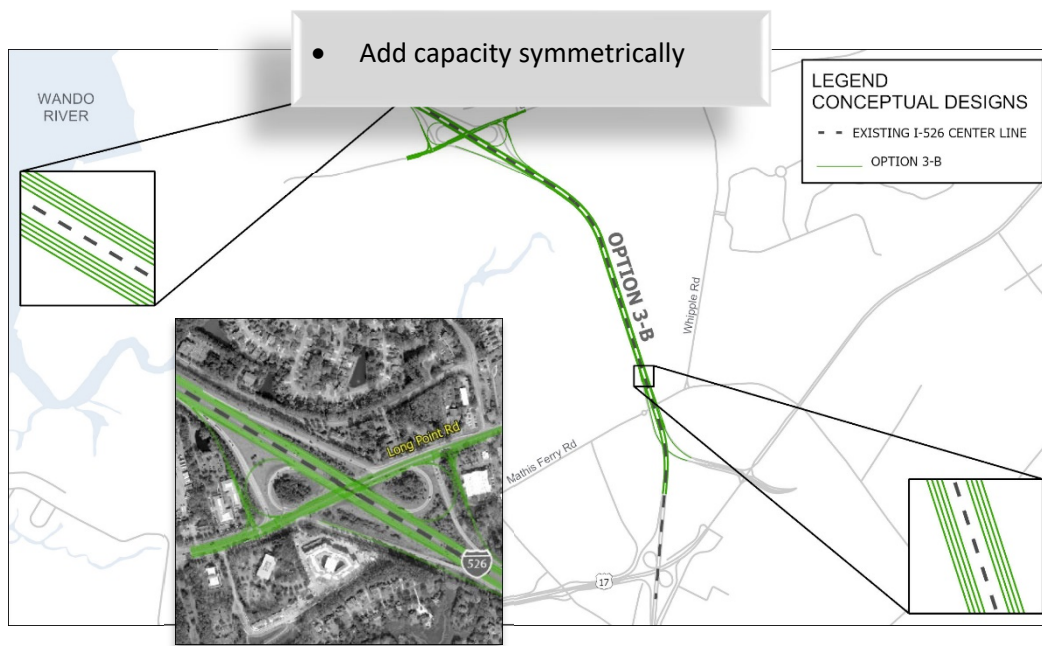 • Add capacity symmetrically
WANDO
RIVER
LEGEND
CONCEPTUAL DESIGNS
EXISTING I-526 CENTER LINE
OPTION 3-B
OPTION 3-B
Whipple Rd
Mathis Ferry Rd
Long Point Rd
526
17